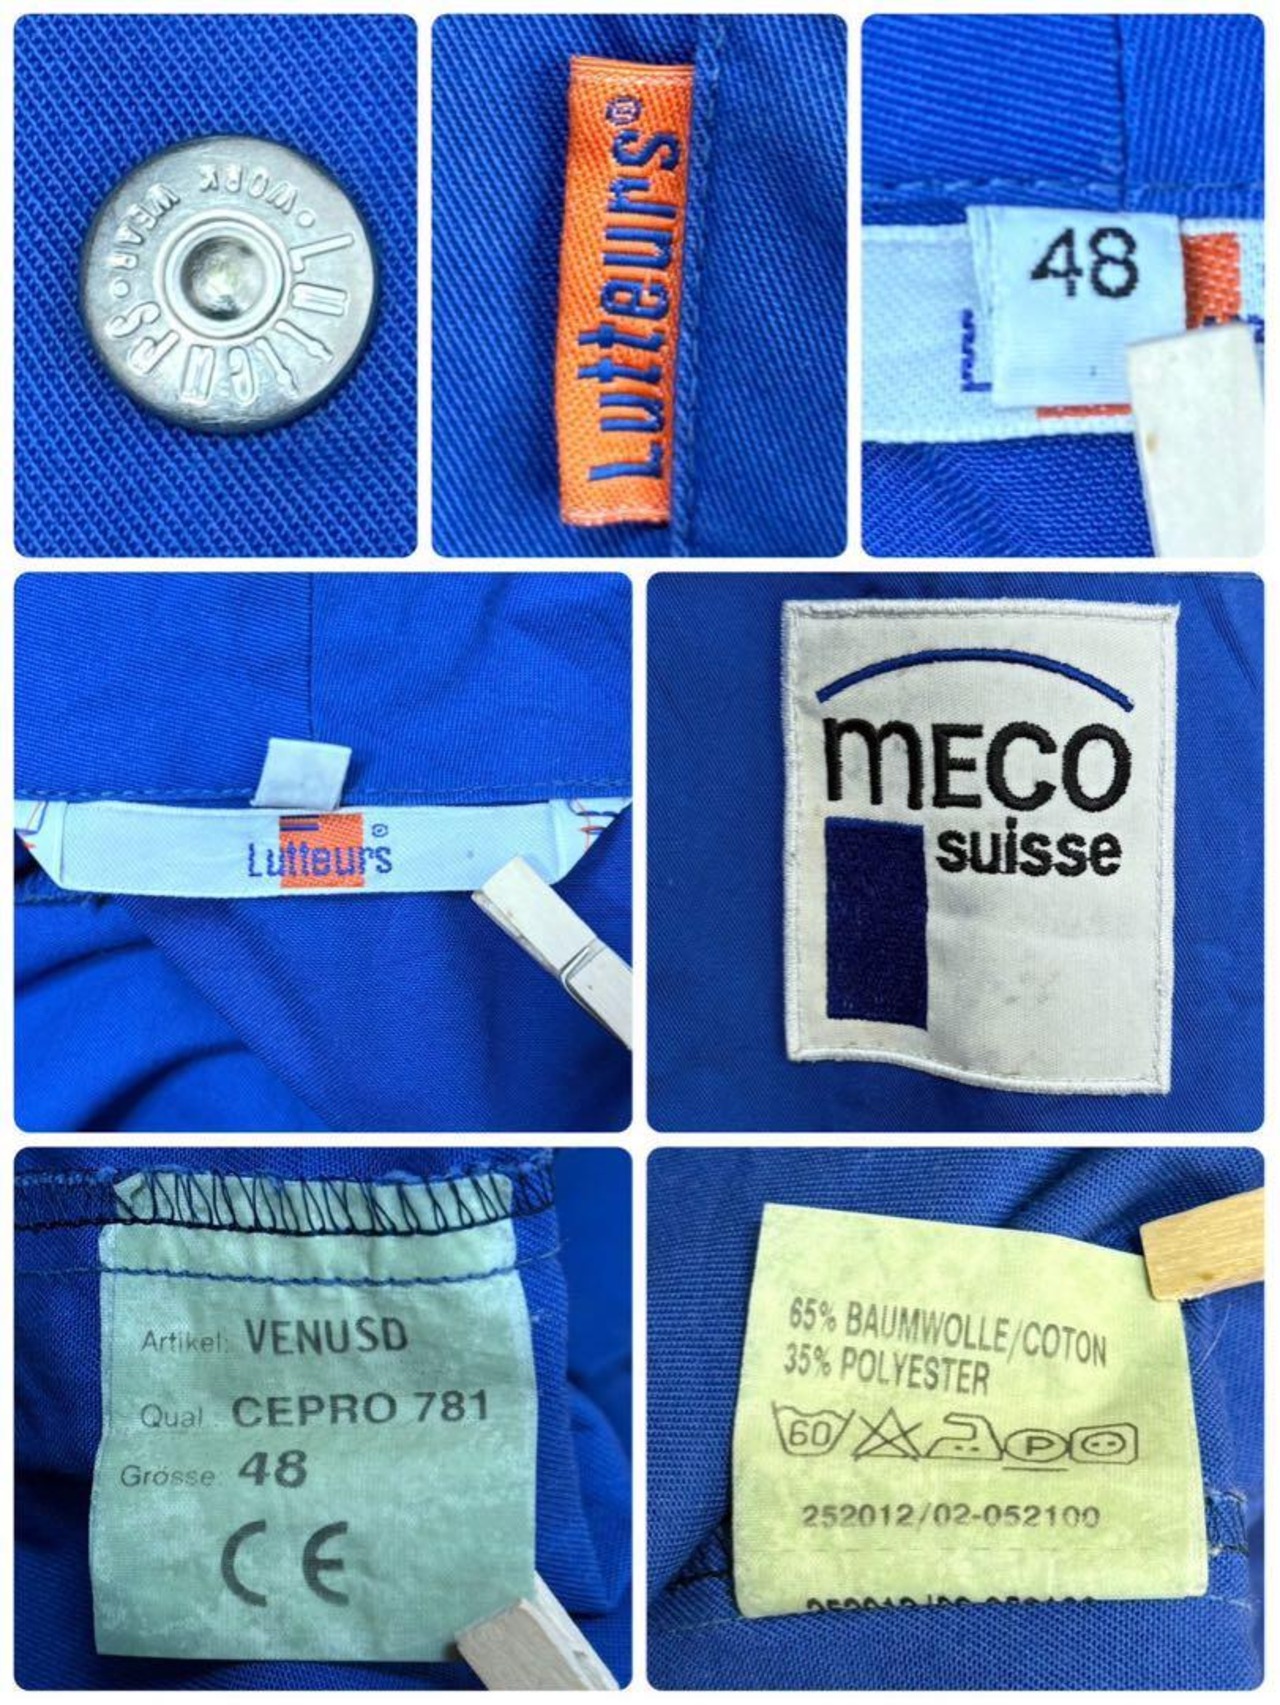 Lutteurs
• WORK WEAR •
Lutteurs®
48
Lutteurs®
mECO
suisse
Artikel: VENUSD
Qual.: CEPRO 781
Grösse: 48
CE
65% BAUMWOLLE/COTON
35% POLYESTER
60 P
252012/02-052100